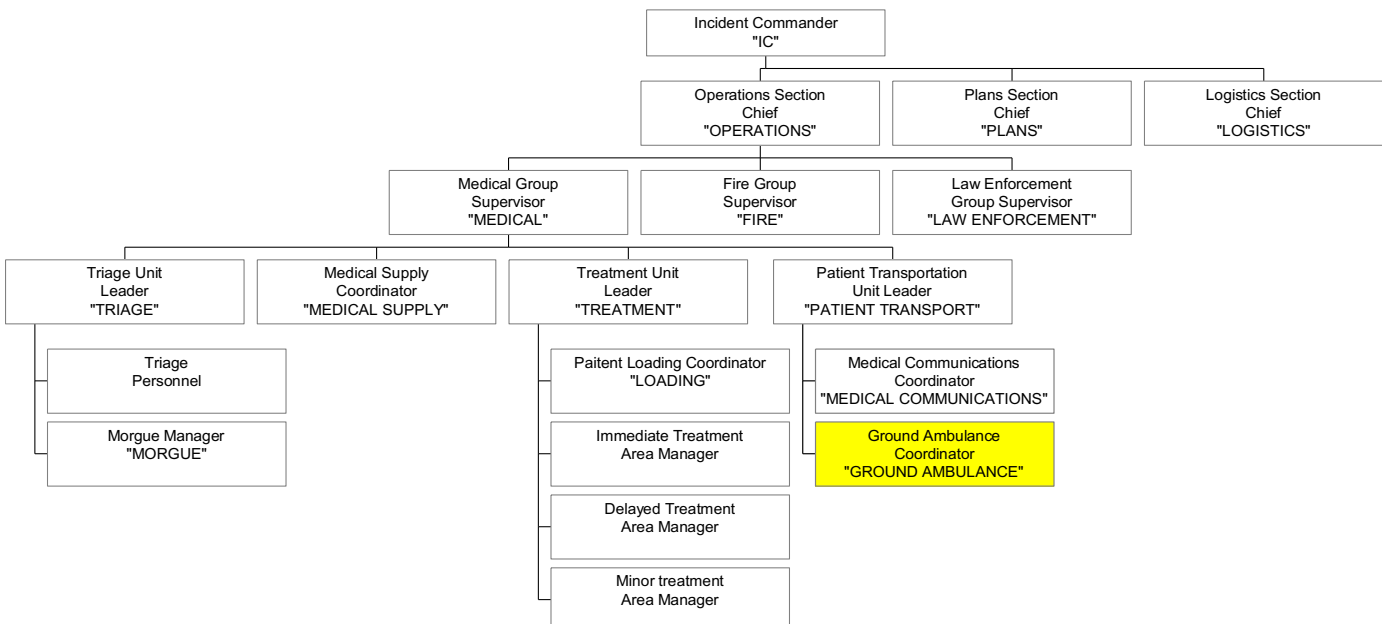 Incident Commander
"IC"
Operations Section
Chief
"OPERATIONS"
Plans Section
Chief
"PLANS"
Logistics Section
Chief
"LOGISTICS"
Medical Group
Supervisor
"MEDICAL"
Fire Group
Supervisor
"FIRE"
Law Enforcement
Group Supervisor
"LAW ENFORCEMENT"
Triage Unit
Leader
"TRIAGE"
Medical Supply
Coordinator
"MEDICAL SUPPLY"
Treatment Unit
Leader
"TREATMENT"
Patient Transportation
Unit Leader
"PATIENT TRANSPORT"
Triage
Personnel
Morgue Manager
"MORGUE"
Paitent Loading Coordinator
"LOADING"
Immediate Treatment
Area Manager
Delayed Treatment
Area Manager
Minor treatment
Area Manager
Medical Communications
Coordinator
"MEDICAL COMMUNICATIONS"
Ground Ambulance
Coordinator
"GROUND AMBULANCE"